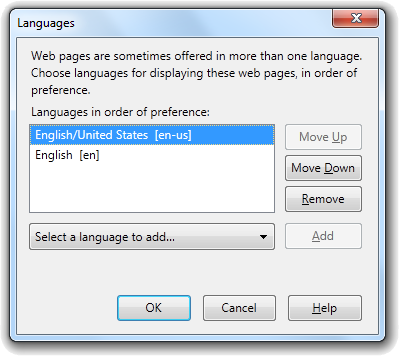 Languages
Web pages are sometimes offered in more than one language.
Choose languages for displaying these web pages, in order of
preference.
Languages in order of preference:
English/United States [en-us]
English [en]
Move Up
Move Down
Remove
Select a language to add...
Add
OK
Cancel
Help